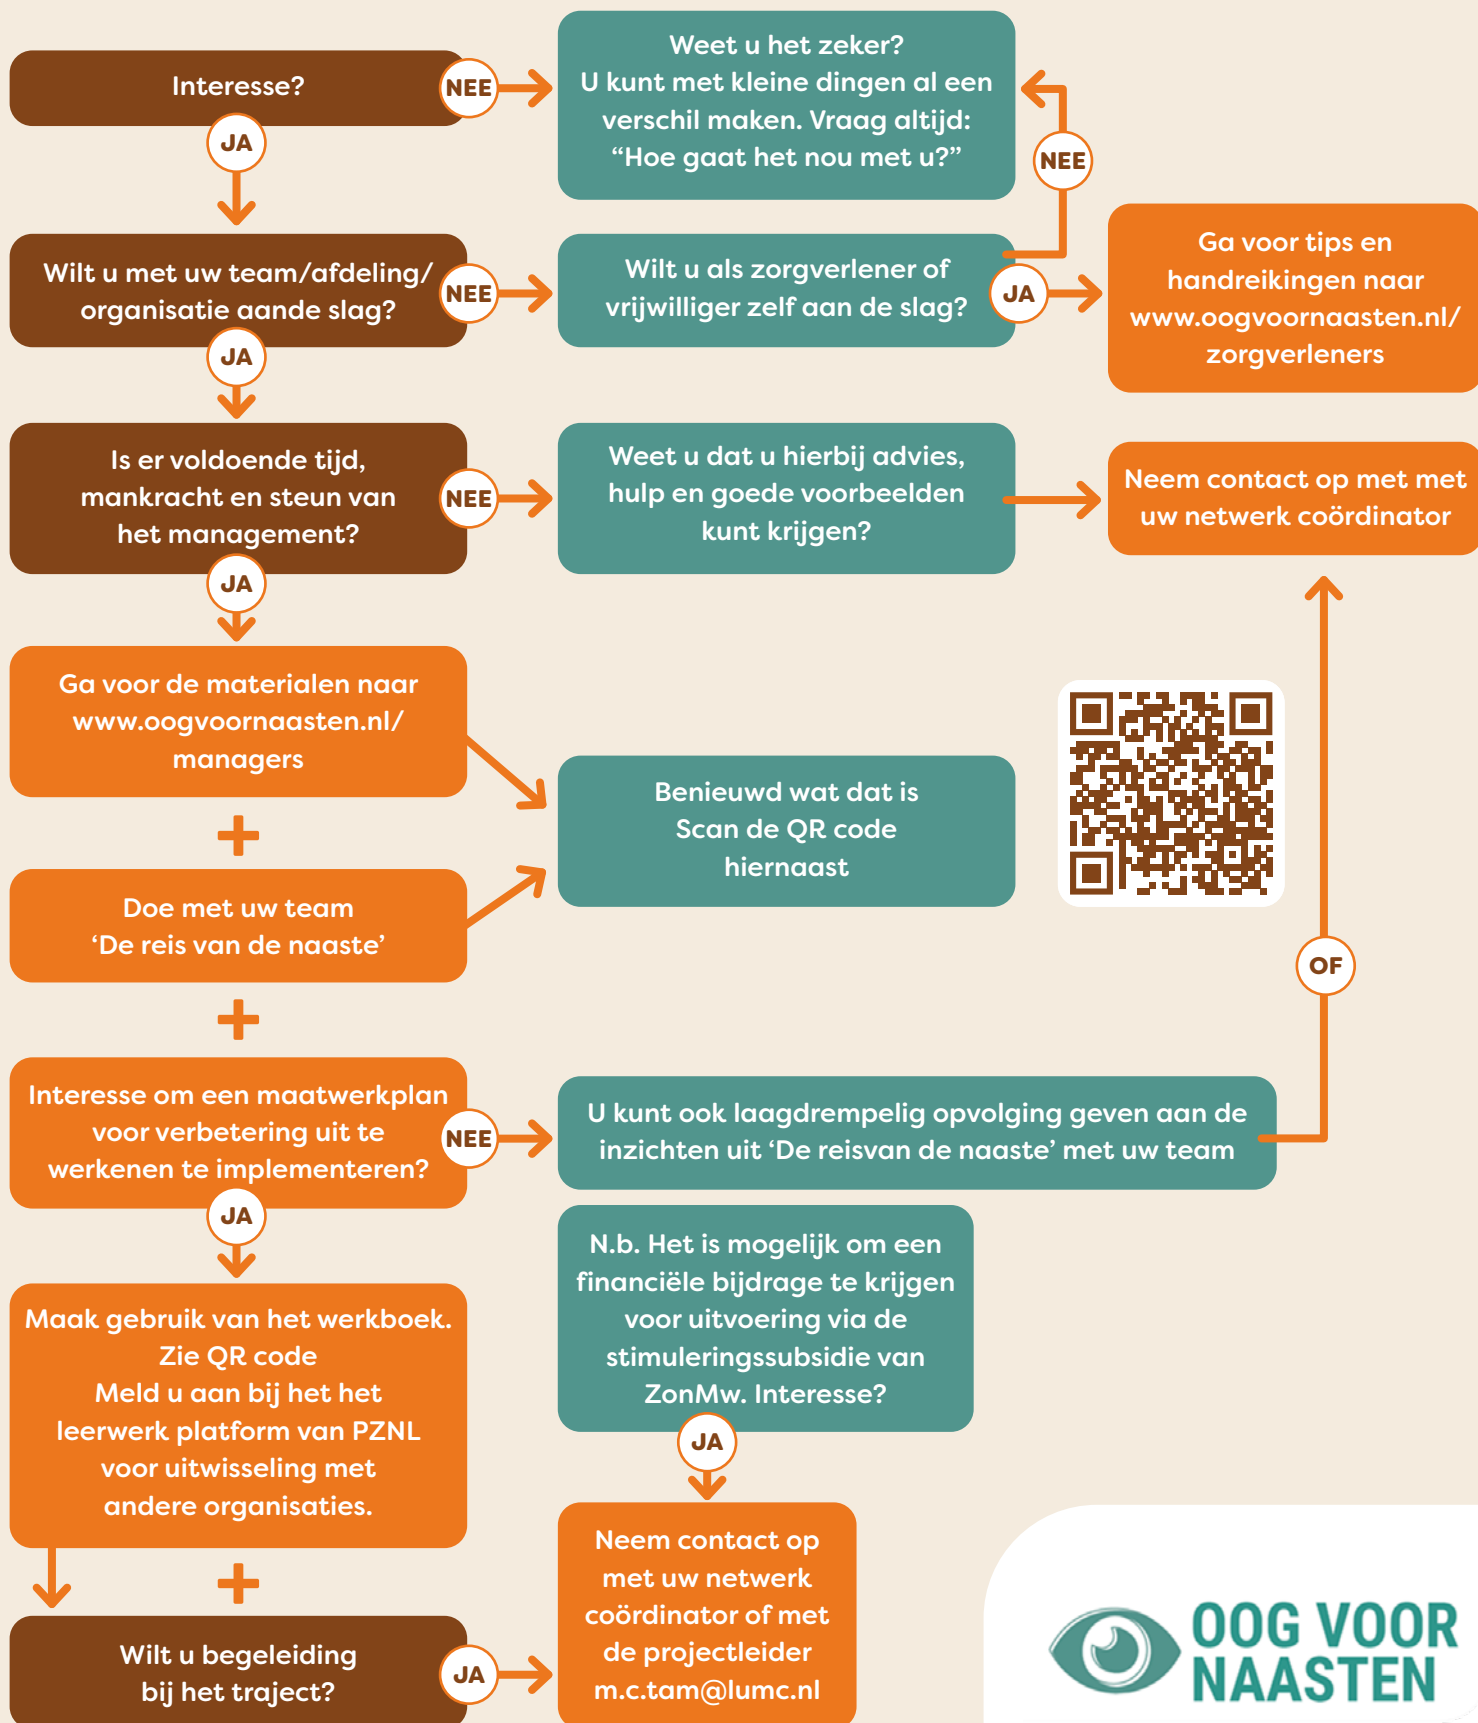 Interesse?
NEE
Weet u het zeker?
U kunt met kleine dingen al een
verschil maken. Vraag altijd:
“Hoe gaat het nou met u?”
JA
NEE
Wilt u met uw team/afdeling/
organisatie aande slag?
NEE
Wilt u als zorgverlener of
vrijwilliger zelf aan de slag?
JA
Ga voor tips en
handreikingen naar
www.oogvoornaasten.nl/
zorgverleners
JA
Is er voldoende tijd,
mankracht en steun van
het management?
NEE
Weet u dat u hierbij advies,
hulp en goede voorbeelden
kunt krijgen?
Neem contact op met met
uw netwerk coördinator
JA
Ga voor de materialen naar
www.oogvoornaasten.nl/
managers
+
Benieuwd wat dat is
Scan de QR code
hiernaast
Doe met uw team
‘De reis van de naaste’
OF
+
Interesse om een maatwerkplan
voor verbetering uit te
werkenen te implementeren?
NEE
U kunt ook laagdrempelig opvolging geven aan de
inzichten uit ‘De reisvan de naaste’ met uw team
JA
N.b. Het is mogelijk om een
financiële bijdrage te krijgen
voor uitvoering via de
stimuleringssubsidie van
ZonMw. Interesse?
Maak gebruik van het werkboek.
Zie QR code
Meld u aan bij het het
leerwerk platform van PZNL
voor uitwisseling met
andere organisaties.
JA
+
Neem contact op
met uw netwerk
coördinator of met
de projectleider
m.c.tam@lumc.nl
Wilt u begeleiding
bij het traject?
JA
OOG VOOR
NAASTEN